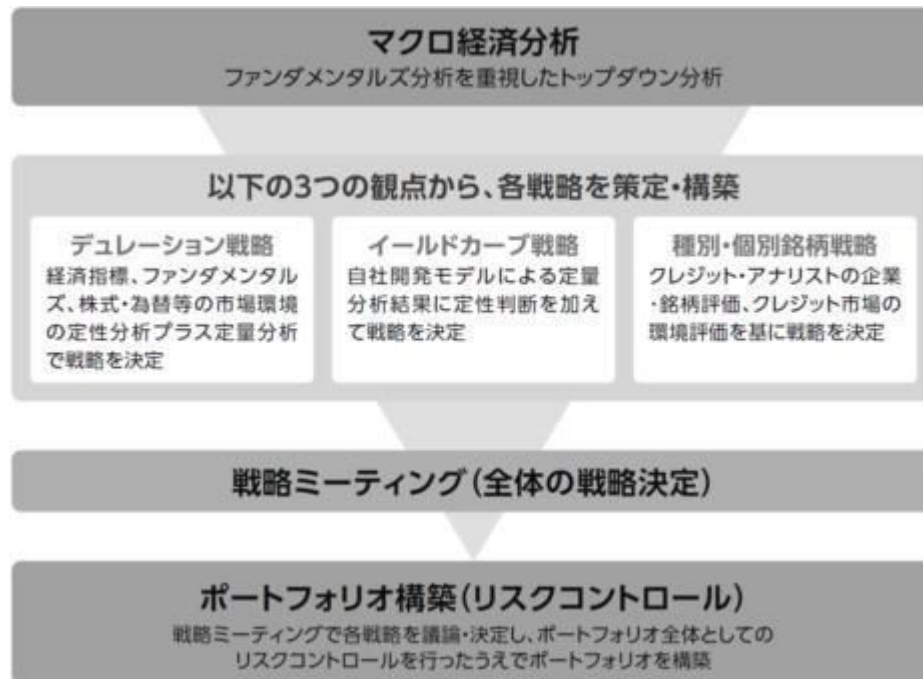 マクロ経済分析
ファンダメンタルズ分析を重視したトップダウン分析
以下の3つの観点から、各戦略を策定・構築
デュレーション戦略
経済指標、ファンダメンタル
ズ、株式・為替等の市場環境
の定性分析プラス定量分析
で戦略を決定
イールドカーブ戦略
自社開発モデルによる定量
分析結果に定性判断を加え
て戦略を決定
種別・個別銘柄戦略
クレジット・アナリストの企業
・銘柄評価、クレジット市場の
環境評価を基に戦略を決定
戦略ミーティング(全体の戦略決定)
ポートフォリオ構築(リスクコントロール)
戦略ミーティングで各戦略を議論・決定し、ポートフォリオ全体としての
リスクコントロールを行ったうえでポートフォリオを構築